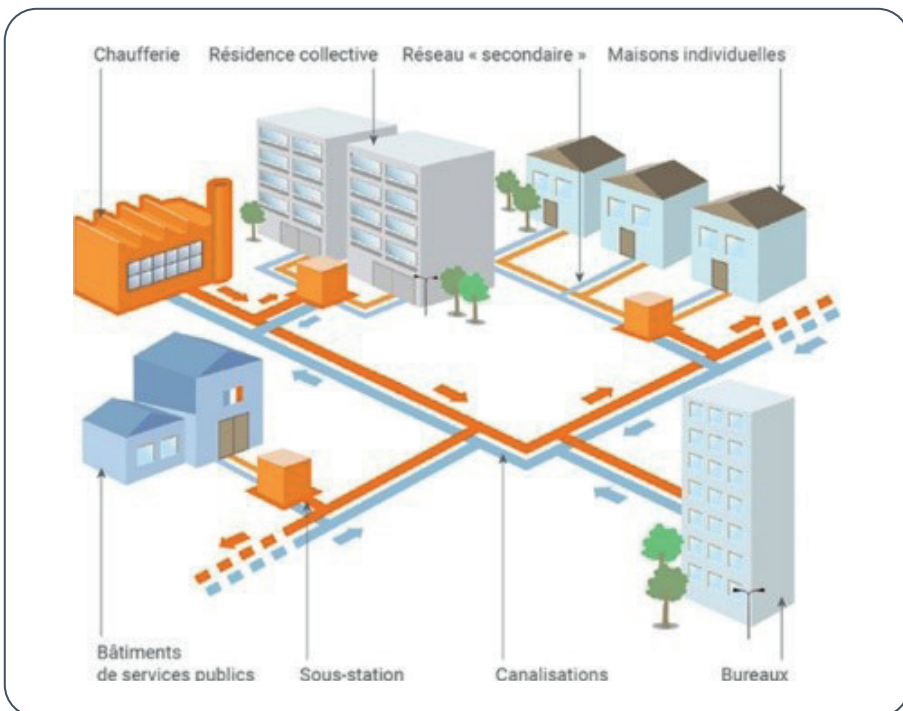 Chaufferie
Résidence collective
Réseau « secondaire »
Maisons individuelles
Bâtiments
de services publics
Sous-station
Canalisations
Bureaux